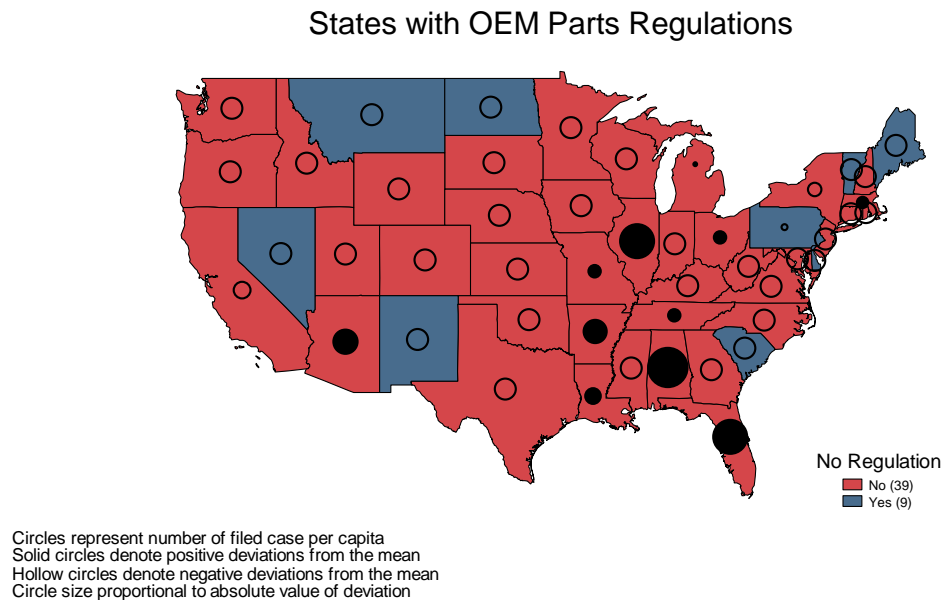 States with OEM Parts Regulations
No Regulation
No (39)
Yes (9)
Circles represent number of filed case per capita
Solid circles denote positive deviations from the mean
Hollow circles denote negative deviations from the mean
Circle size proportional to absolute value of deviation